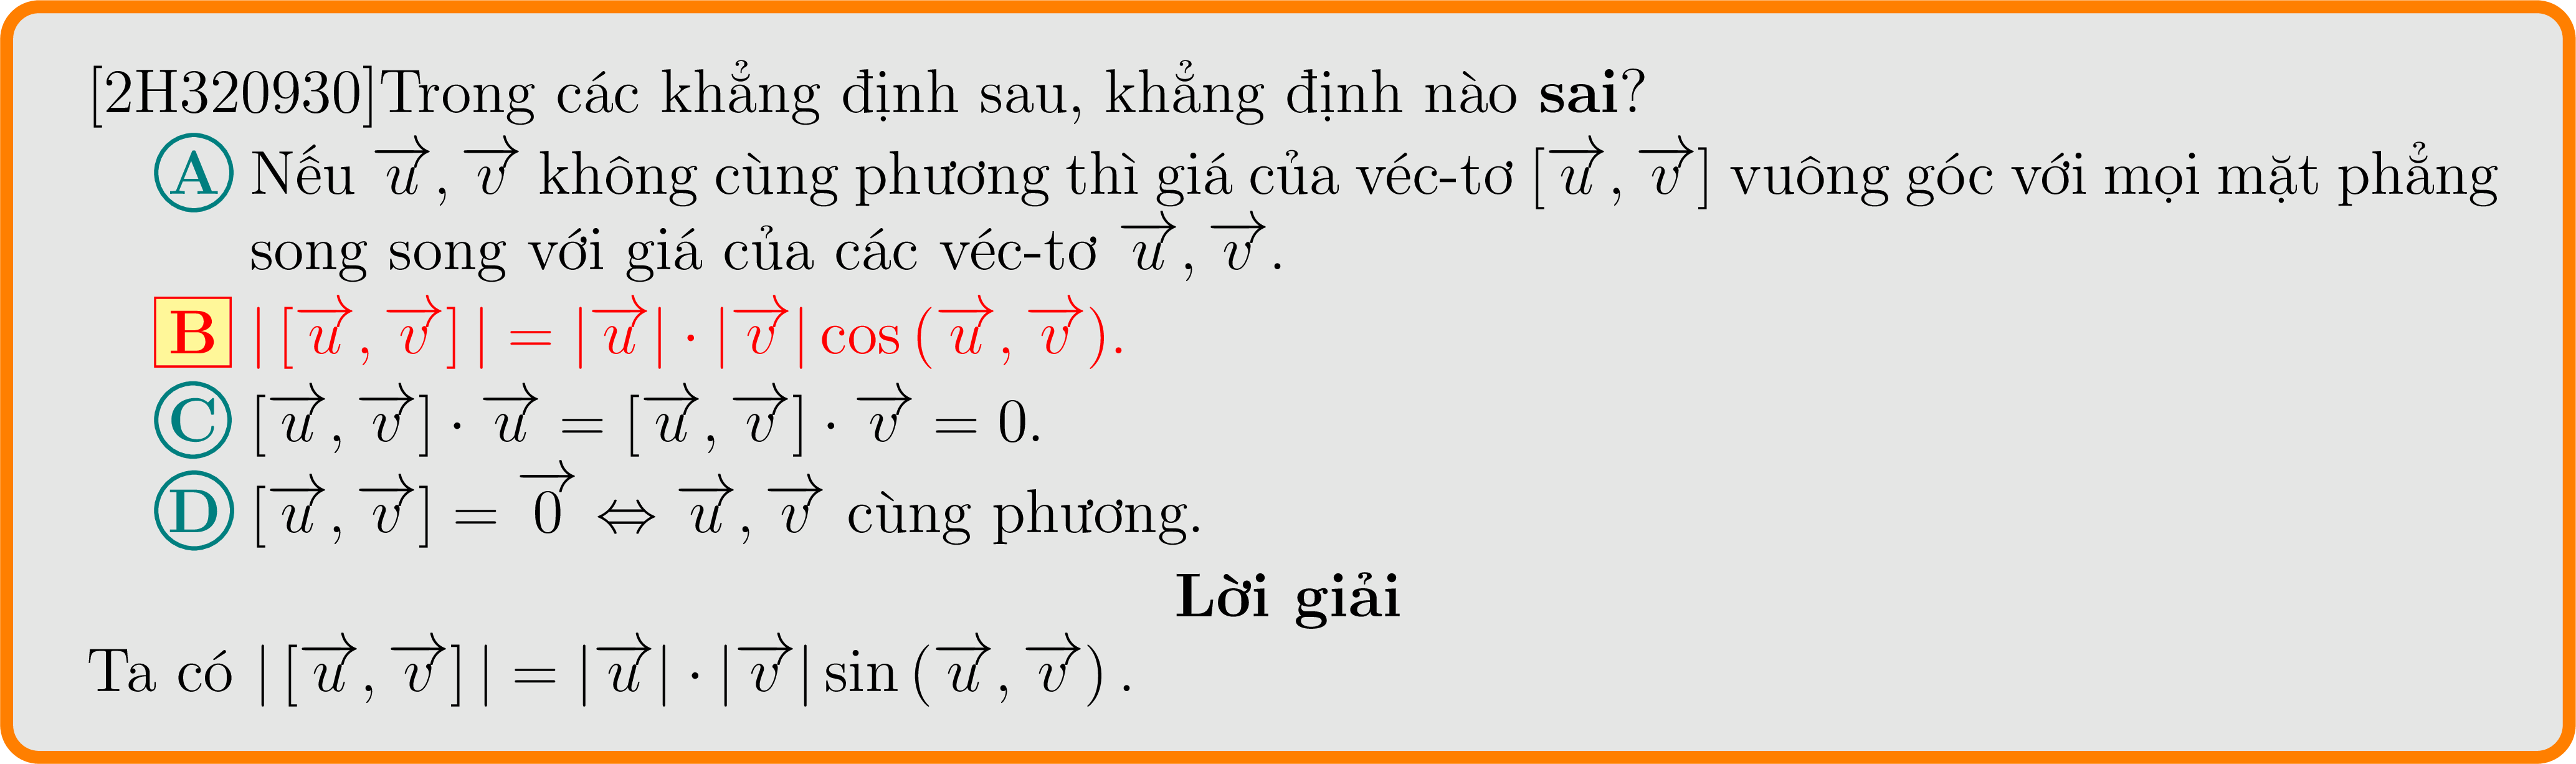 [2H320930]Trong các khẳng định sau, khẳng định nào sai?
A Nếu $\overrightarrow{u}, \overrightarrow{v}$ không cùng phương thì giá của véc-tơ $[\overrightarrow{u}, \overrightarrow{v}]$ vuông góc với mọi mặt phẳng
song song với giá của các véc-tơ $\overrightarrow{u}, \overrightarrow{v}$.
B $|[\overrightarrow{u}, \overrightarrow{v}]| = |\overrightarrow{u}| \cdot |\overrightarrow{v}| \cos(\overrightarrow{u}, \overrightarrow{v})$.
C $[\overrightarrow{u}, \overrightarrow{v}] \cdot \overrightarrow{u} = [\overrightarrow{u}, \overrightarrow{v}] \cdot \overrightarrow{v} = 0$.
D $[\overrightarrow{u}, \overrightarrow{v}] = \overrightarrow{0} \Leftrightarrow \overrightarrow{u}, \overrightarrow{v}$ cùng phương.
Lời giải
Ta có $|[\overrightarrow{u}, \overrightarrow{v}]| = |\overrightarrow{u}| \cdot |\overrightarrow{v}| \sin(\overrightarrow{u}, \overrightarrow{v})$.